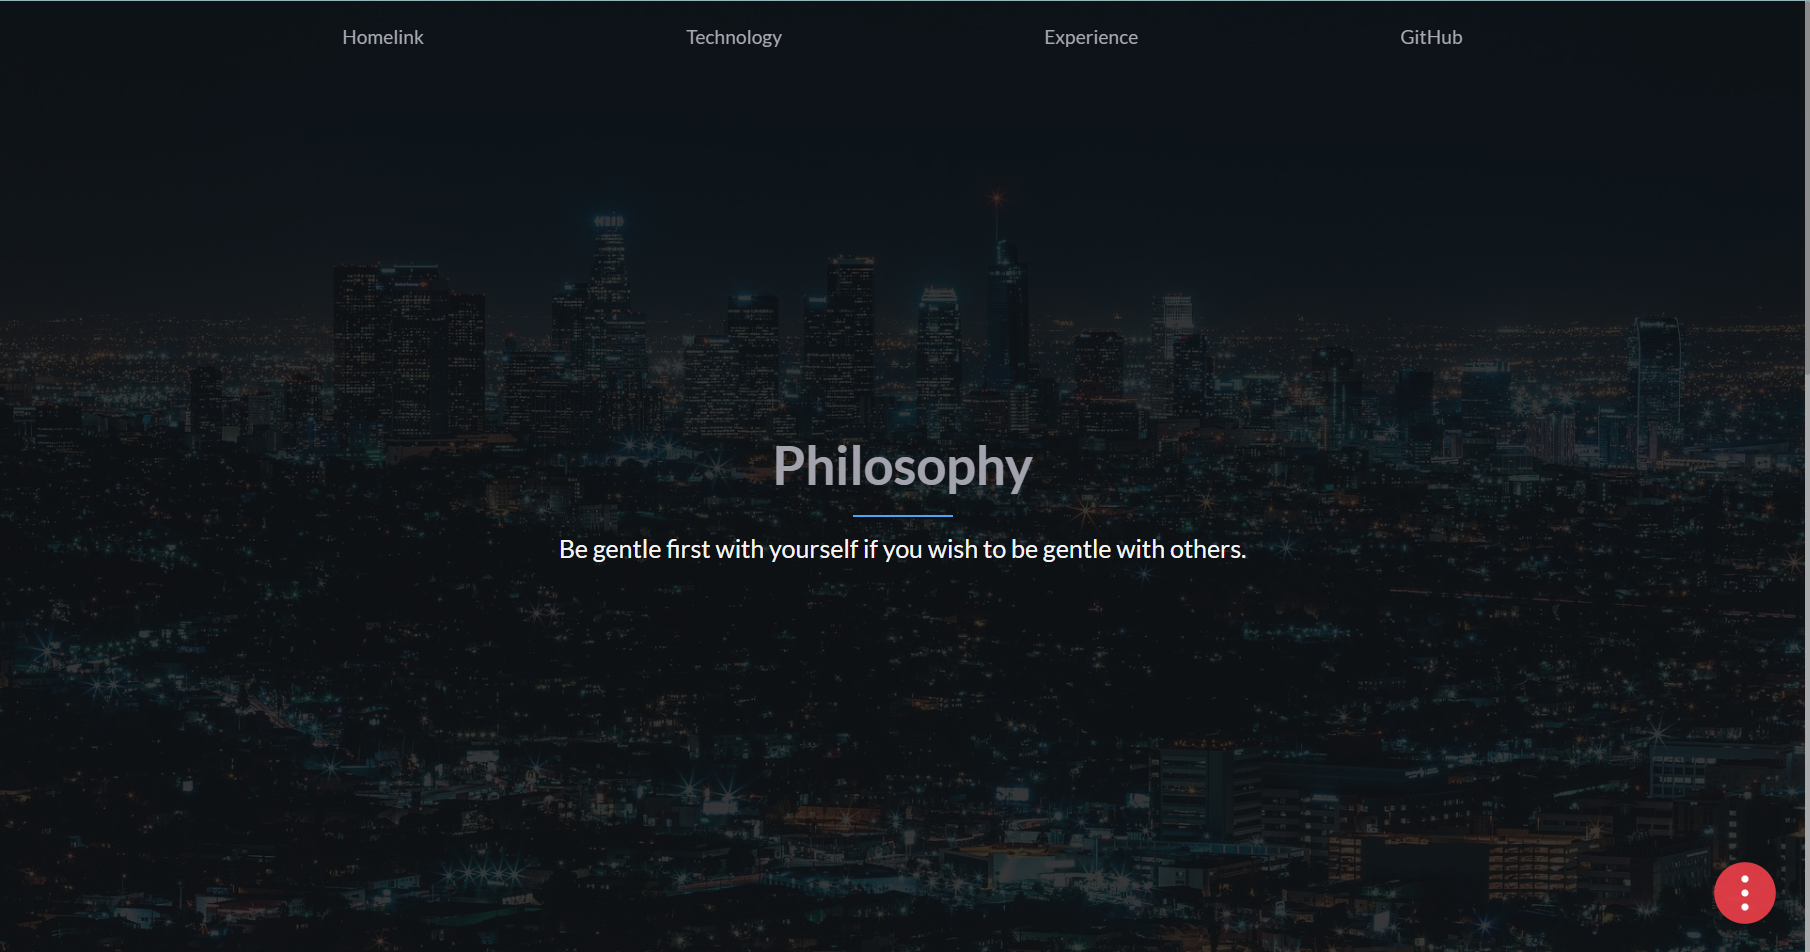 Homelink Technology Experience GitHub
Philosophy
Be gentle first with yourself if you wish to be gentle with others.